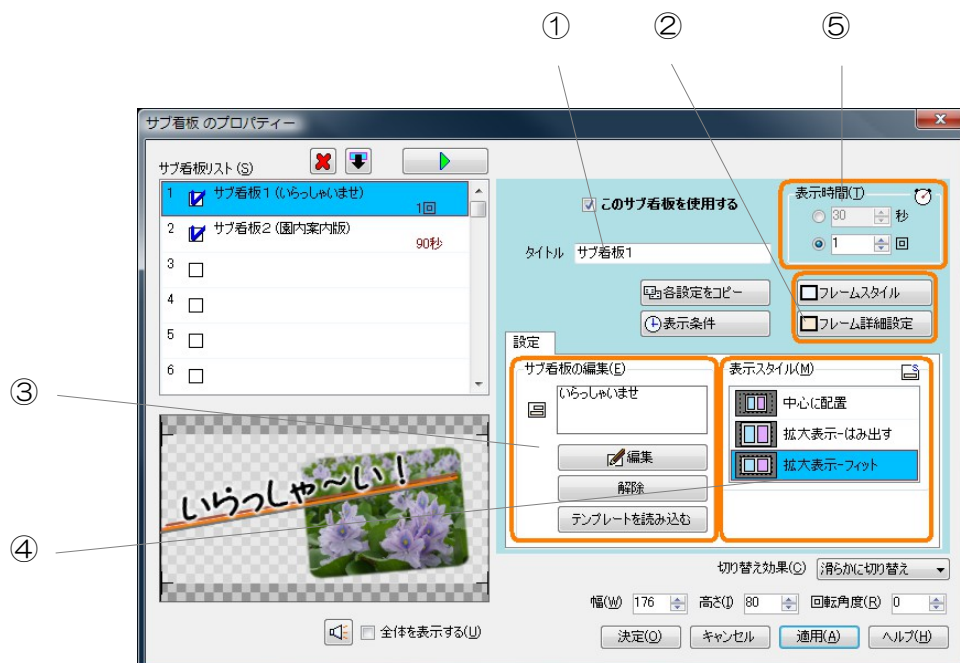 ① ② ⑤
サブ看板 のプロパティー
サブ看板リスト(S)
1 サブ看板1(いらっしゃいませ)
1回
2 サブ看板2(園内案内版)
90秒
3
4
5
6
このサブ看板を使用する
表示時間(T)
30 秒
1 回
タイトル サブ看板1
各設定をコピー
フレームスタイル
表示条件
フレーム詳細設定
設定
サブ看板の編集(E)
いらっしゃいませ
編集
解除
テンプレートを読み込む
表示スタイル(M)
中心に配置
拡大表示-はみ出す
拡大表示-フィット
③
④
いらっしゃ～い!
切り替え効果(C) 滑らかに切り替え
幅(W) 176 高さ(I) 80 回転角度(R) 0
全体を表示する(U)
決定(O) キャンセル 適用(A) ヘルプ(H)